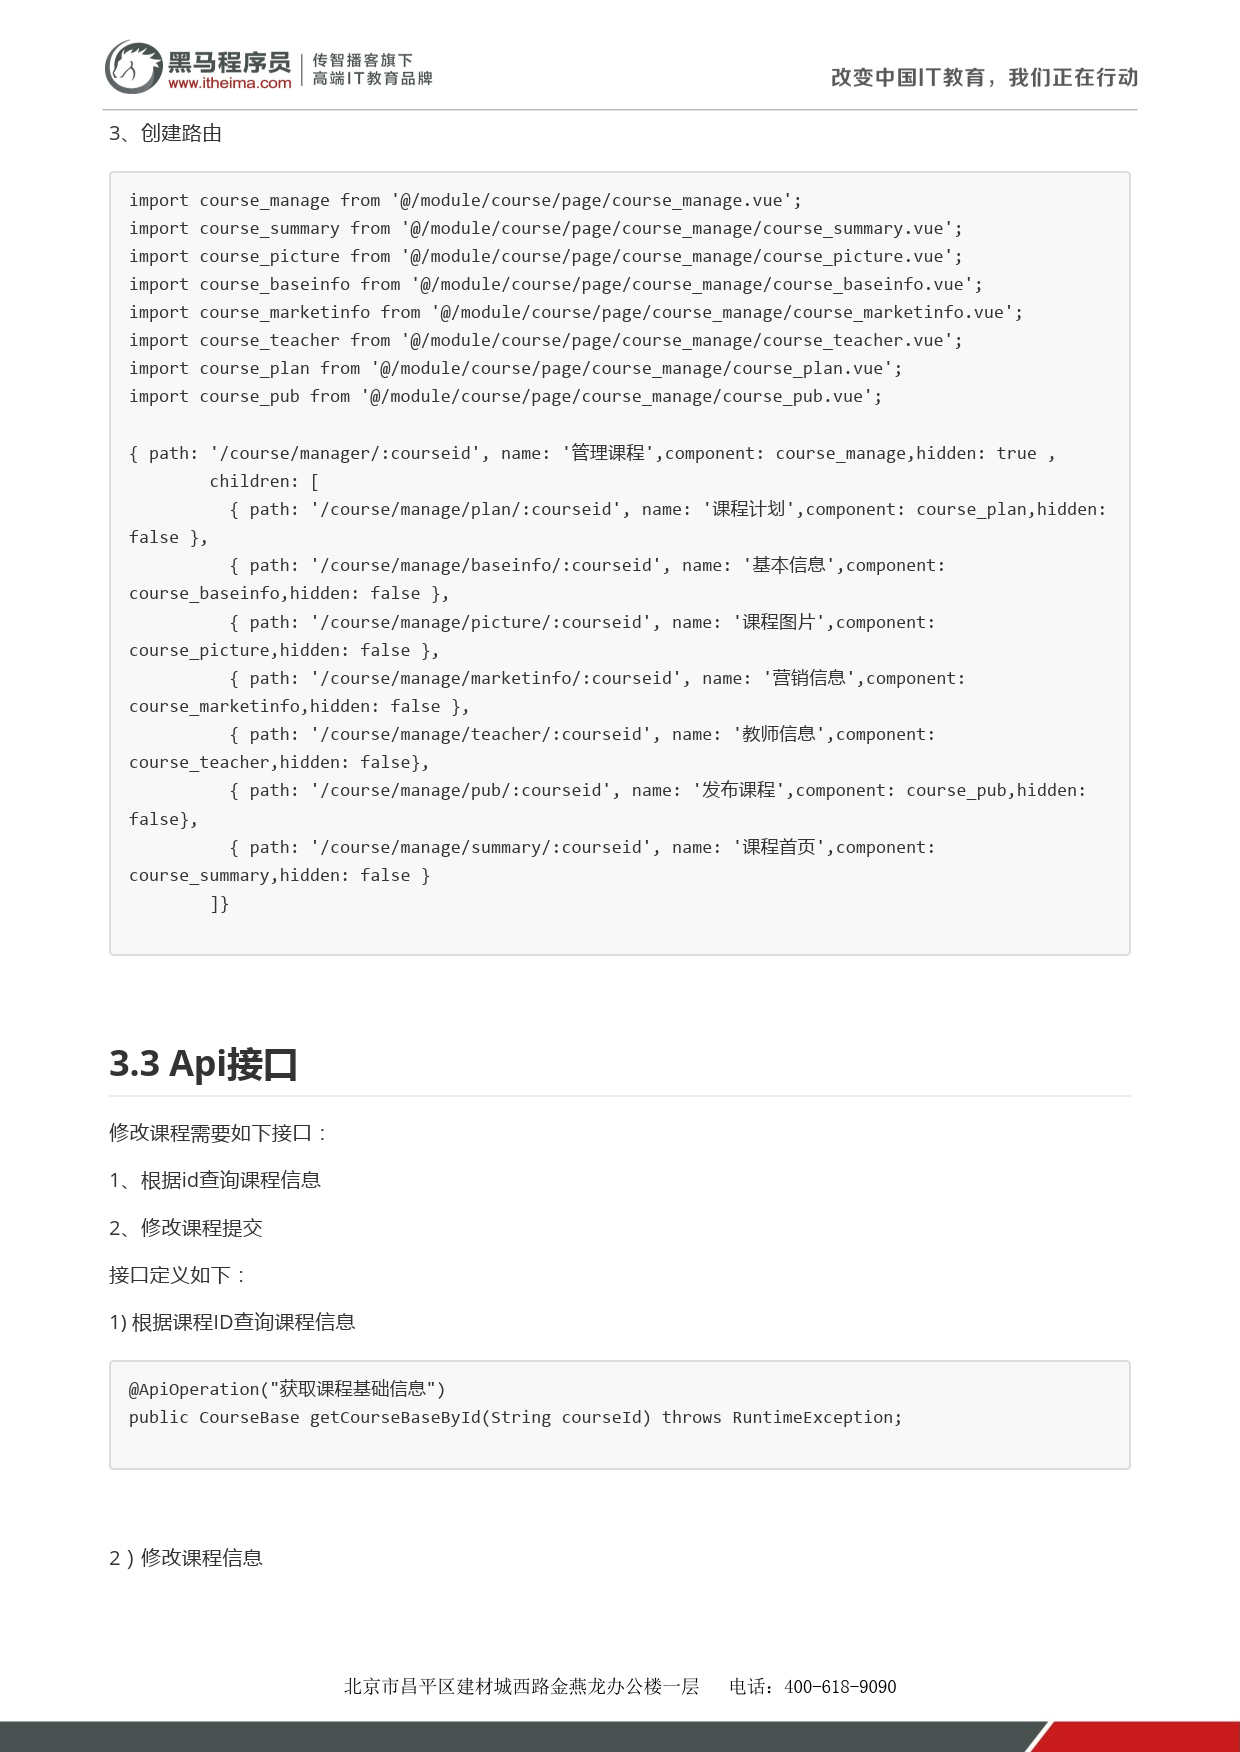 黑马程序员
www.itheima.com
传智播客旗下
高端IT教育品牌
改变中国IT教育，我们正在行动
3、创建路由
import course_manage from '@/module/course/page/course_manage.vue';
import course_summary from '@/module/course/page/course_manage/course_summary.vue';
import course_picture from '@/module/course/page/course_manage/course_picture.vue';
import course_baseinfo from '@/module/course/page/course_manage/course_baseinfo.vue';
import course_marketinfo from '@/module/course/page/course_manage/course_marketinfo.vue';
import course_teacher from '@/module/course/page/course_manage/course_teacher.vue';
import course_plan from '@/module/course/page/course_manage/course_plan.vue';
import course_pub from '@/module/course/page/course_manage/course_pub.vue';
{ path: '/course/manager/:courseid', name: '管理课程',component: course_manage,hidden: true ,
children: [
{ path: '/course/manage/plan/:courseid', name: '课程计划',component: course_plan,hidden:
false },
{ path: '/course/manage/baseinfo/:courseid', name: '基本信息',component:
course_baseinfo,hidden: false },
{ path: '/course/manage/picture/:courseid', name: '课程图片',component:
course_picture,hidden: false },
{ path: '/course/manage/marketinfo/:courseid', name: '营销信息',component:
course_marketinfo,hidden: false },
{ path: '/course/manage/teacher/:courseid', name: '教师信息',component:
course_teacher,hidden: false},
{ path: '/course/manage/pub/:courseid', name: '发布课程',component: course_pub,hidden:
false},
{ path: '/course/manage/summary/:courseid', name: '课程首页',component:
course_summary,hidden: false }
]}
3.3 Api接口
修改课程需要如下接口：
1、根据id查询课程信息
2、修改课程提交
接口定义如下：
1) 根据课程ID查询课程信息
@ApiOperation("获取课程基础信息")
public CourseBase getCourseBaseById(String courseId) throws RuntimeException;
2）修改课程信息
北京市昌平区建材城西路金燕龙办公楼一层 电话：400-618-9090